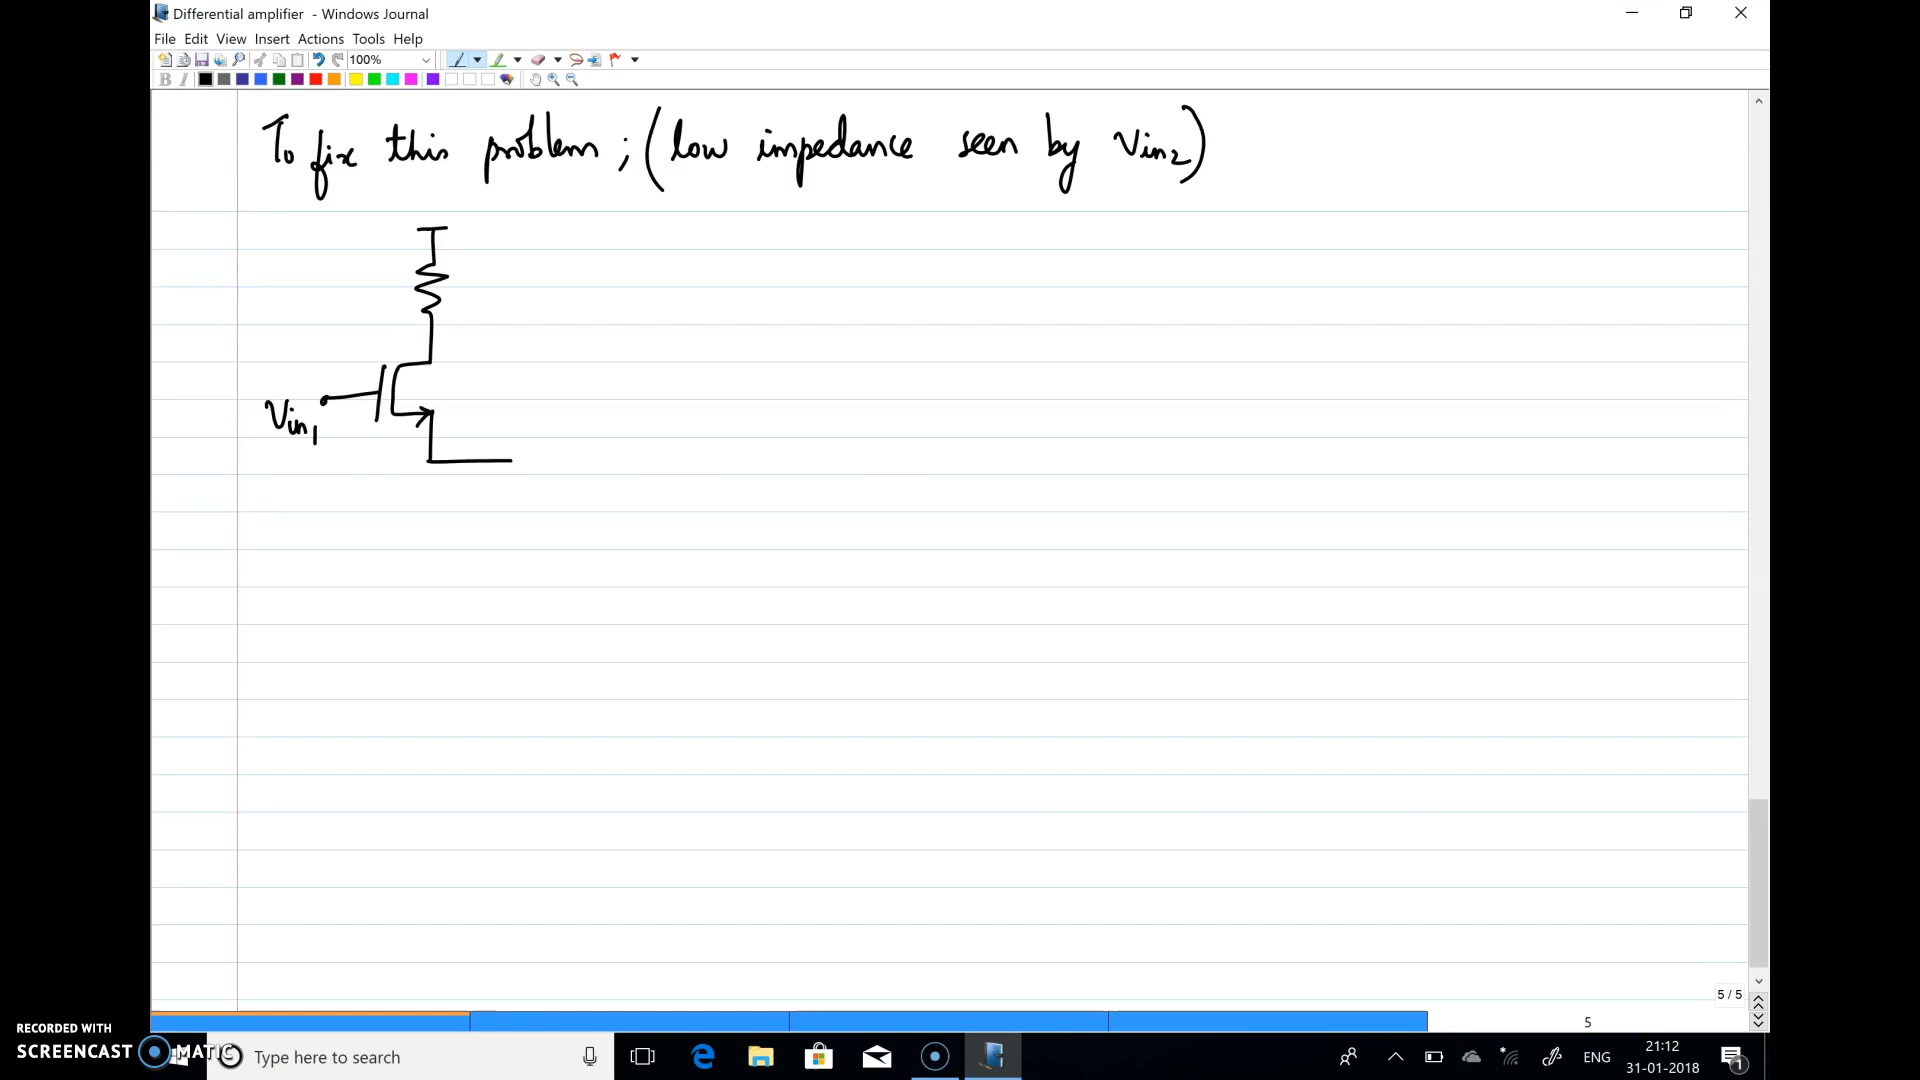 Differential amplifier - Windows Journal
File Edit View Insert Actions Tools Help
100%
B I
To fix this problem ; (low impedance seen by Vin2)
Vin1
5 / 5
5
RECORDED WITH
SCREENCAST MATIC
Type here to search
ENG
21:12
31-01-2018
1